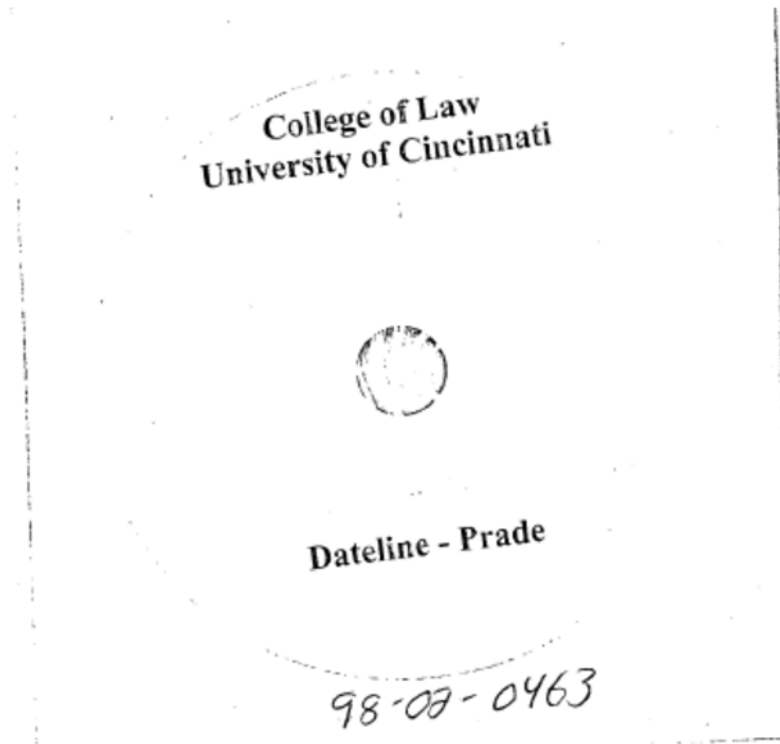 College of Law
University of Cincinnati
Dateline - Prade
98-02-0463